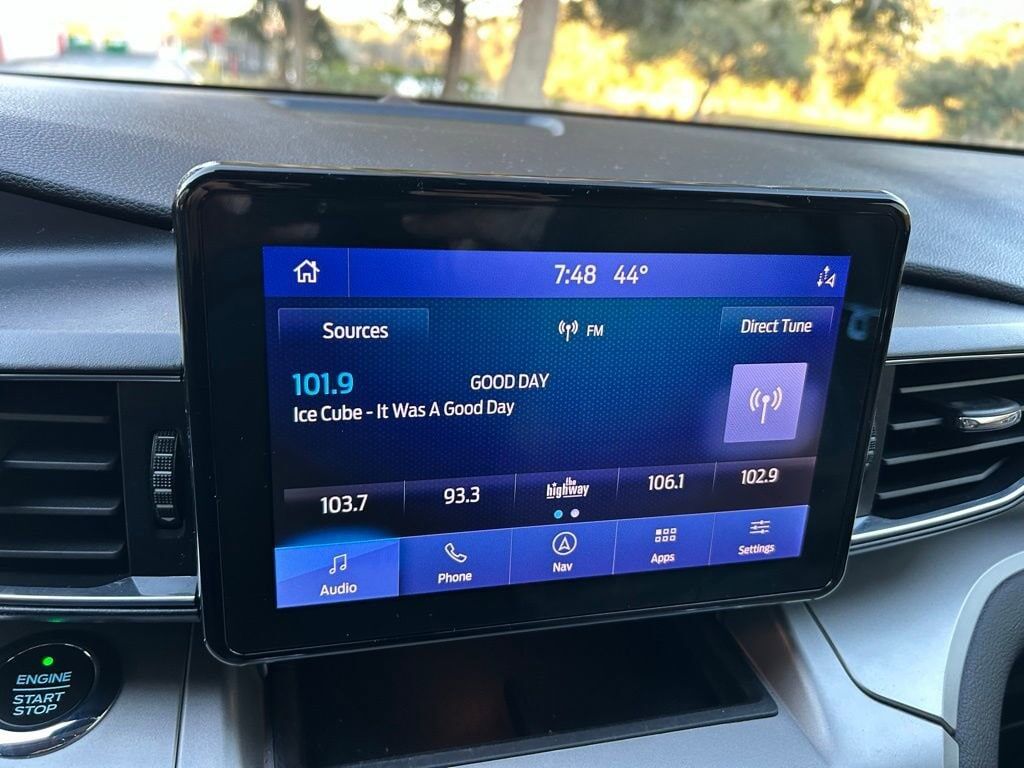 7:48 44°
Sources
FM
Direct Tune
101.9
GOOD DAY
Ice Cube - It Was A Good Day
103.7
93.3
the
highway
106.1
102.9
Audio
Phone
Nav
Apps
Settings
ENGINE
START
STOP